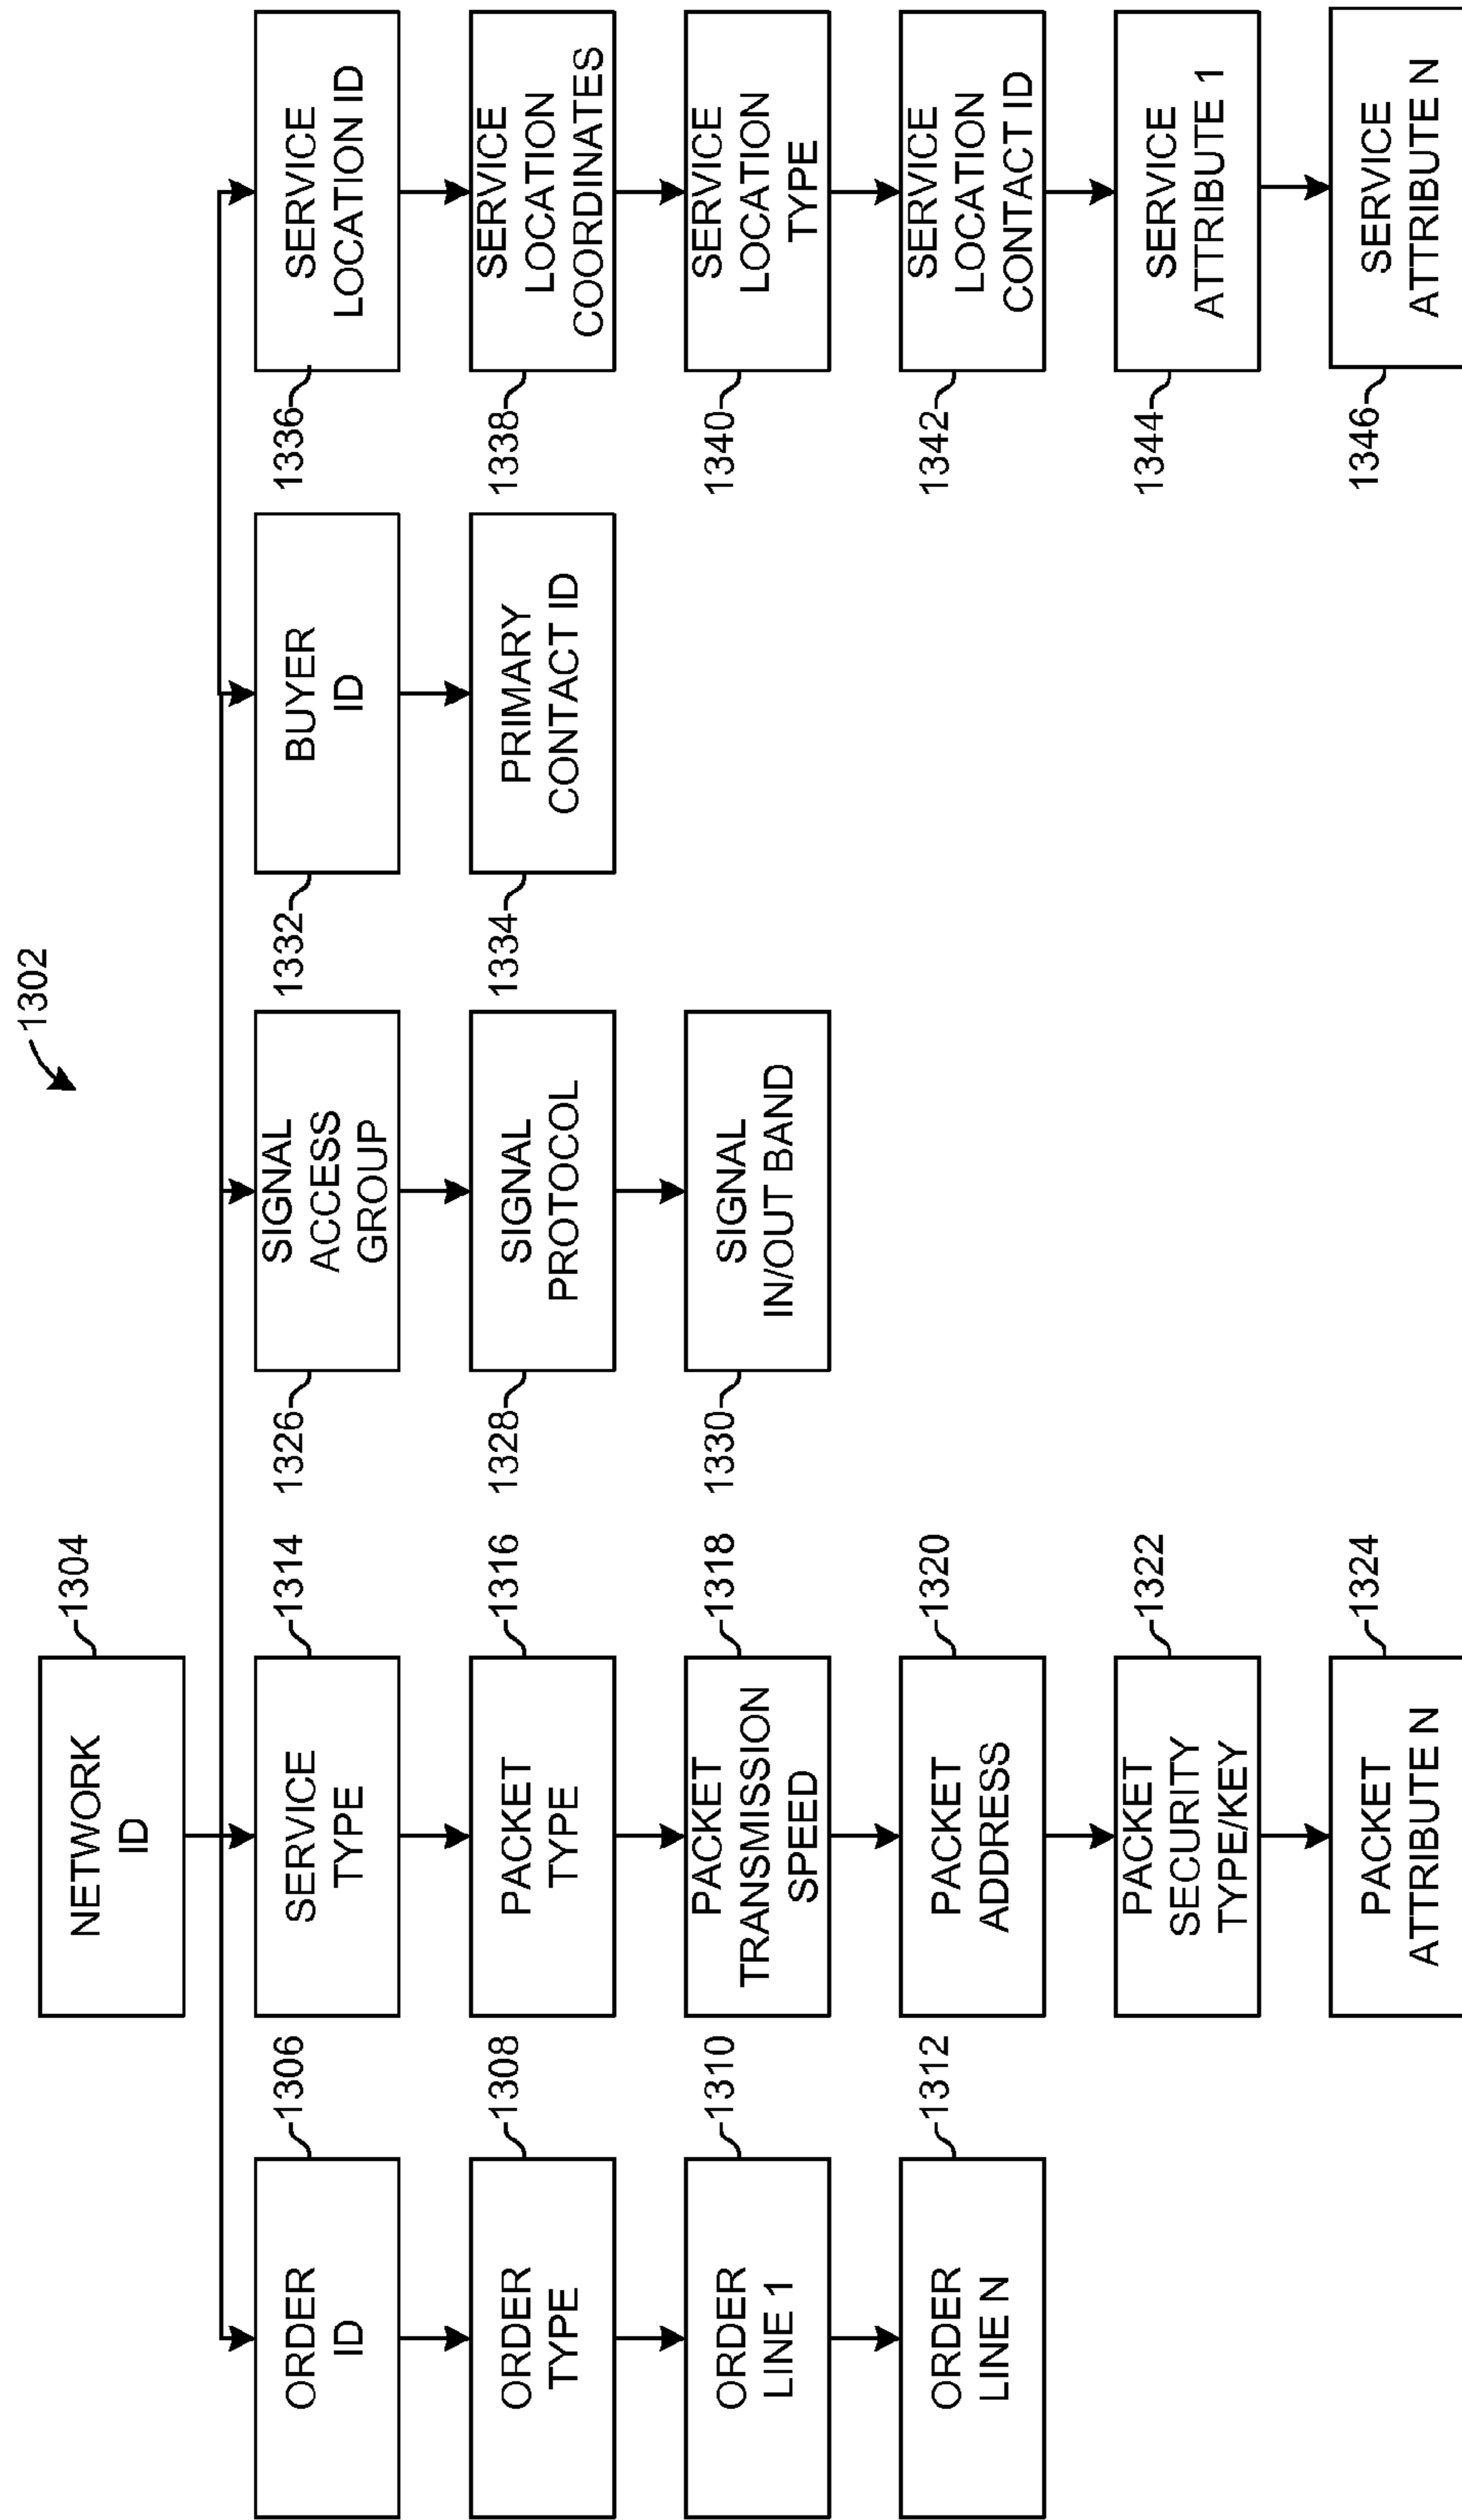 1302
NETWORK
ID
1304
ORDER
ID
1306
ORDER
TYPE
1308
ORDER
LINE 1
1310
ORDER
LINE N
1312
SERVICE
TYPE
1314
PACKET
TYPE
1316
PACKET
TRANSMISSION
SPEED
1318
PACKET
ADDRESS
1320
PACKET
SECURITY
TYPE/KEY
1322
PACKET
ATTRIBUTE N
1324
1326
SIGNAL
ACCESS
GROUP
1328
SIGNAL
PROTOCOL
1330
SIGNAL
IN/OUT BAND
1332
BUYER
ID
1334
PRIMARY
CONTACT ID
1336
SERVICE
LOCATION ID
1338
SERVICE
LOCATION
COORDINATES
1340
SERVICE
LOCATION
TYPE
1342
SERVICE
LOCATION
CONTACT ID
1344
SERVICE
ATTRIBUTE 1
1346
SERVICE
ATTRIBUTE N